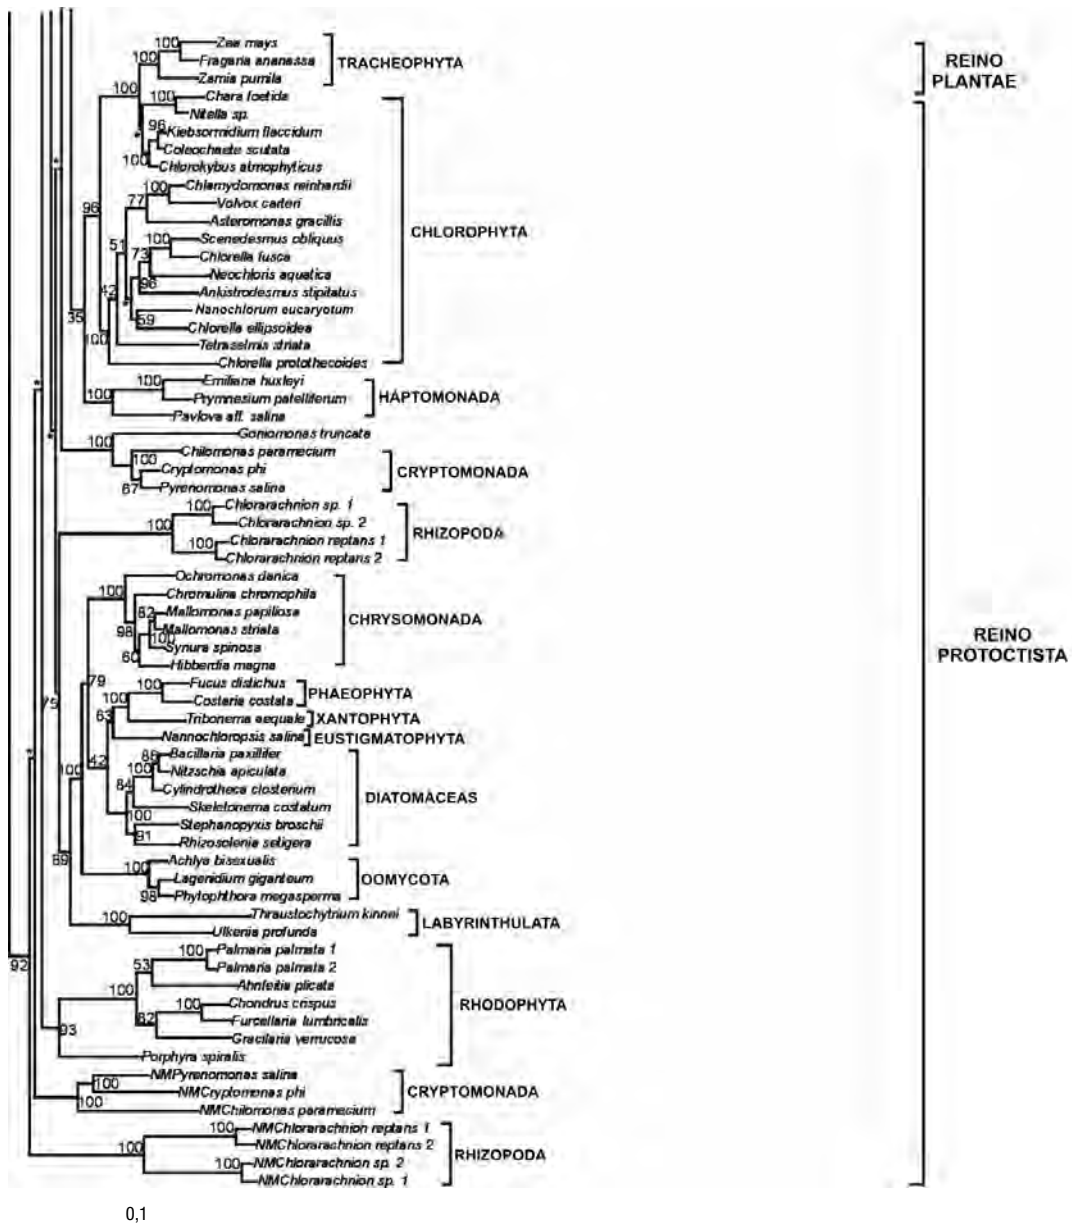 100 Zea mays
Fragaria ananassa
100
Zamia pumila
TRACHEOPHYTA
REINO
PLANTAE
100
100 Chara foetida
Nitella sp.
*
96 Klebsormidium flaccidum
Coleochaete scutata
100 Chlorokybus atmophyticus
100 Chlamydomonas reinhardii
77 Volvox carteri
Asteromonas gracillis
96
51
100 Scenedesmus obliquus
73 Chlorella fusca
Neochloris aquatica
96 Ankistrodesmus stipitatus
42
*
Nanochlorum eucaryotum
59 Chlorella ellipsoidea
Tetraselmis striata
100
Chlorella protothecoides
CHLOROPHYTA
35
100 Emiliana huxleyi
100 Prymnesium patelliferum
Pavlova aff. salina
HAPTOMONADA
Goniomonas truncata
100
100 Chilomonas paramecium
Cryptomonas phi
67 Pyrenomonas salina
CRYPTOMONADA
100 Chlorarachnion sp. 1
100 Chlorarachnion sp. 2
100 Chlorarachnion reptans 1
Chlorarachnion reptans 2
RHIZOPODA
Ochromonas danica
100 Chromulina chromophila
82 Mallomonas papillosa
98 Mallomonas striata
100 Synura spinosa
60 Hibberdia magna
CHRYSOMONADA
REINO
PROTOCTISTA
79
100 Fucus distichus
100 Costaria costata
PHAEOPHYTA
75
63 Tribonema aequale
XANTOPHYTA
Nannochloropsis salina
EUSTIGMATOPHYTA
42
100
86 Bacillaria paxillifer
100 Nitzschia apiculata
84 Cylindrotheca closterium
Skeletonema costatum
100 Stephanopyxis broschii
91 Rhizosolenia setigera
DIATOMACEAS
69
100 Achlya bisexualis
Lagenidium giganteum
98 Phytophthora megasperma
OOMYCOTA
100 Thraustochytrium kinnei
Ulkenia profunda
LABYRINTHULATA
92
100 Palmaria palmata 1
53 Palmaria palmata 2
100 Ahnfeltia plicata
100 Chondrus crispus
62 Furcellaria lumbricalis
Gracilaria verrucosa
93
Porphyra spiralis
RHODOPHYTA
NMPyrenomonas salina
100 NMCryptomonas phi
100 NMChilomonas paramecium
CRYPTOMONADA
100 NMChlorarachnion reptans 1
100 NMChlorarachnion reptans 2
100 NMChlorarachnion sp. 2
NMChlorarachnion sp. 1
RHIZOPODA
0,1